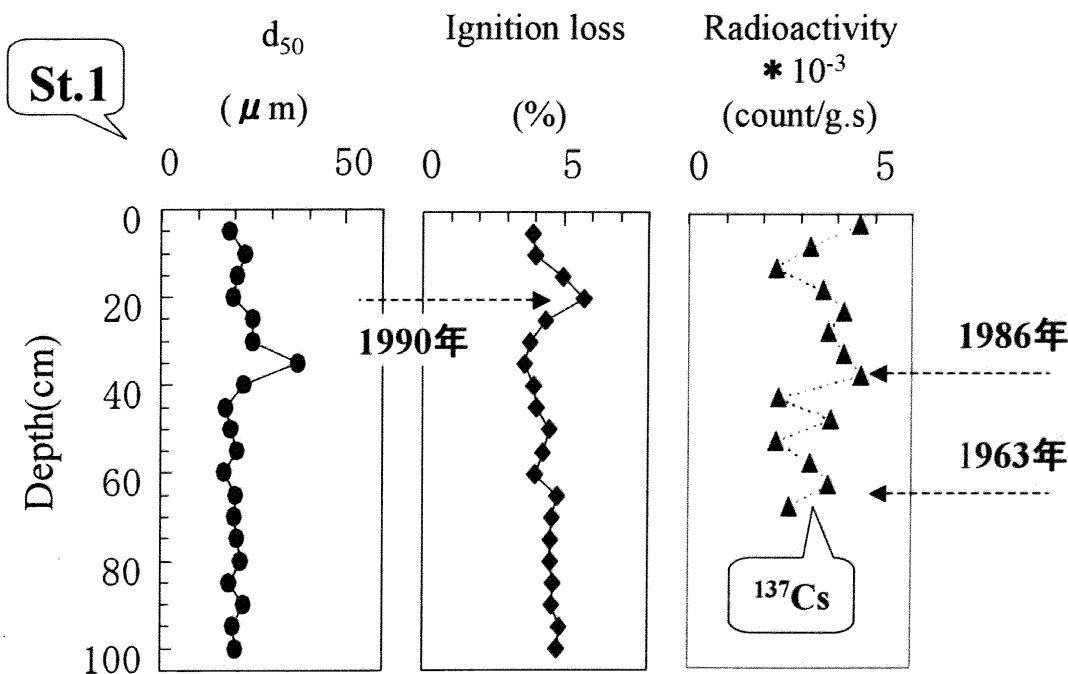 St.1
d₅₀
(μm)
0 50
Ignition loss
(%)
0 5
Radioactivity
* 10⁻³
(count/g.s)
0 5
Depth(cm)
0
20
40
60
80
100
1990年
1986年
1963年
¹³⁷Cs